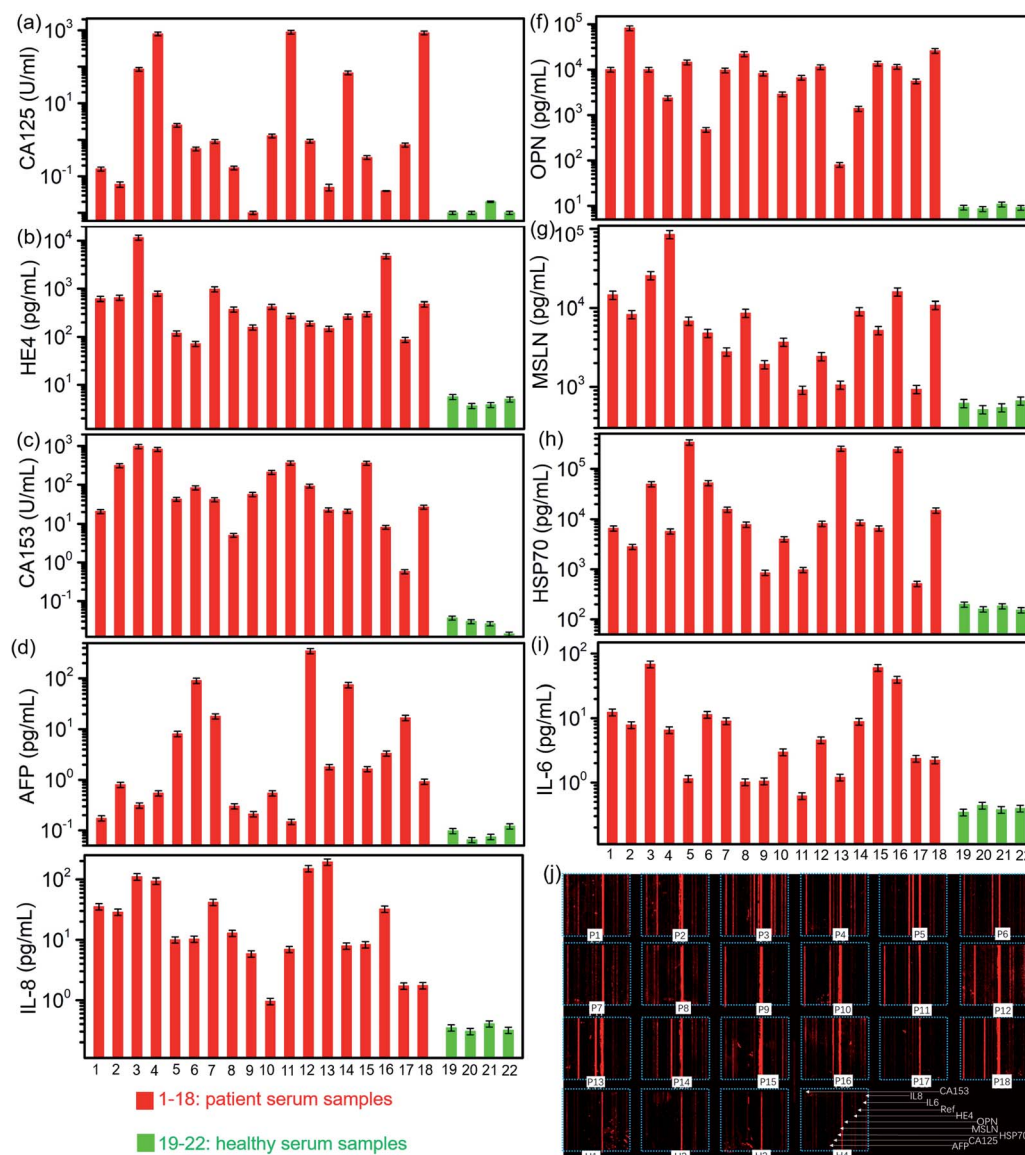 (a)
CA125 (U/ml)
10³
10¹
10⁻¹
(b)
HE4 (pg/mL)
10⁴
10³
10²
10¹
(c)
CA153 (U/mL)
10³
10²
10¹
10⁰
10⁻¹
(d)
AFP (pg/mL)
10²
10¹
10⁰
10⁻¹
IL-8 (pg/mL)
10²
10¹
10⁰
1 2 3 4 5 6 7 8 9 10 11 12 13 14 15 16 17 18 19 20 21 22
1-18: patient serum samples
19-22: healthy serum samples
(f)
OPN (pg/mL)
10⁵
10⁴
10³
10²
10¹
(g)
MSLN (pg/mL)
10⁵
10⁴
10³
(h)
HSP70 (pg/mL)
10⁵
10⁴
10³
10²
(i)
IL-6 (pg/mL)
10²
10¹
10⁰
1 2 3 4 5 6 7 8 9 10 11 12 13 14 15 16 17 18 19 20 21 22
(j)
P1 P2 P3 P4 P5 P6
P7 P8 P9 P10 P11 P12
P13 P14 P15 P16 P17 P18
CA153
IL8
IL6
Ref
HE4
OPN
MSLN
HSP70
CA125
AFP